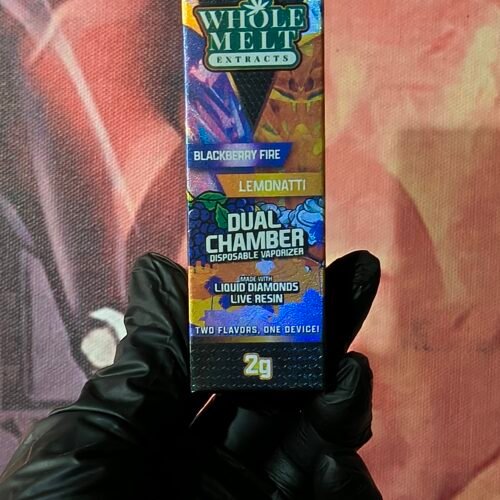 WHOLE
MELT
EXTRACTS
BLACKBERRY FIRE
LEMONATTI
DUAL
CHAMBER
DISPOSABLE VAPORIZER
MADE WITH
LIQUID DIAMONDS
LIVE RESIN
TWO FLAVORS, ONE DEVICE!
2g